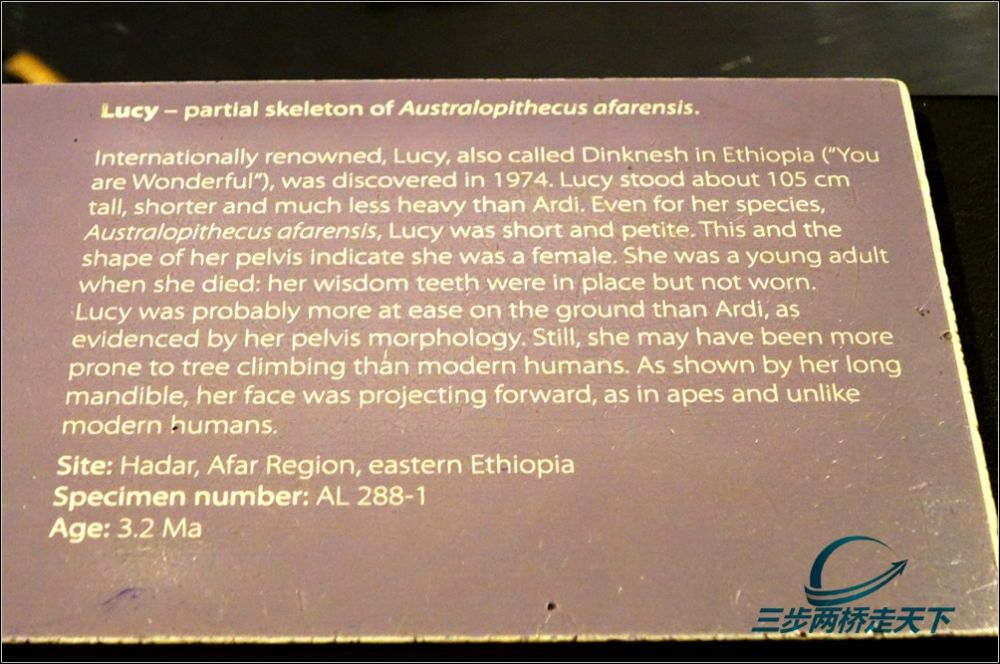 Lucy – partial skeleton of Australopithecus afarensis.
Internationally renowned, Lucy, also called Dinknesh in Ethiopia (“You
are Wonderful”), was discovered in 1974. Lucy stood about 105 cm
tall, shorter and much less heavy than Ardi. Even for her species,
Australopithecus afarensis, Lucy was short and petite. This and the
shape of her pelvis indicate she was a female. She was a young adult
when she died: her wisdom teeth were in place but not worn.
Lucy was probably more at ease on the ground than Ardi, as
evidenced by her pelvis morphology. Still, she may have been more
prone to tree climbing than modern humans. As shown by her long
mandible, her face was projecting forward, as in apes and unlike
modern humans.
Site: Hadar, Afar Region, eastern Ethiopia
Specimen number: AL 288-1
Age: 3.2 Ma
三步两桥走天下